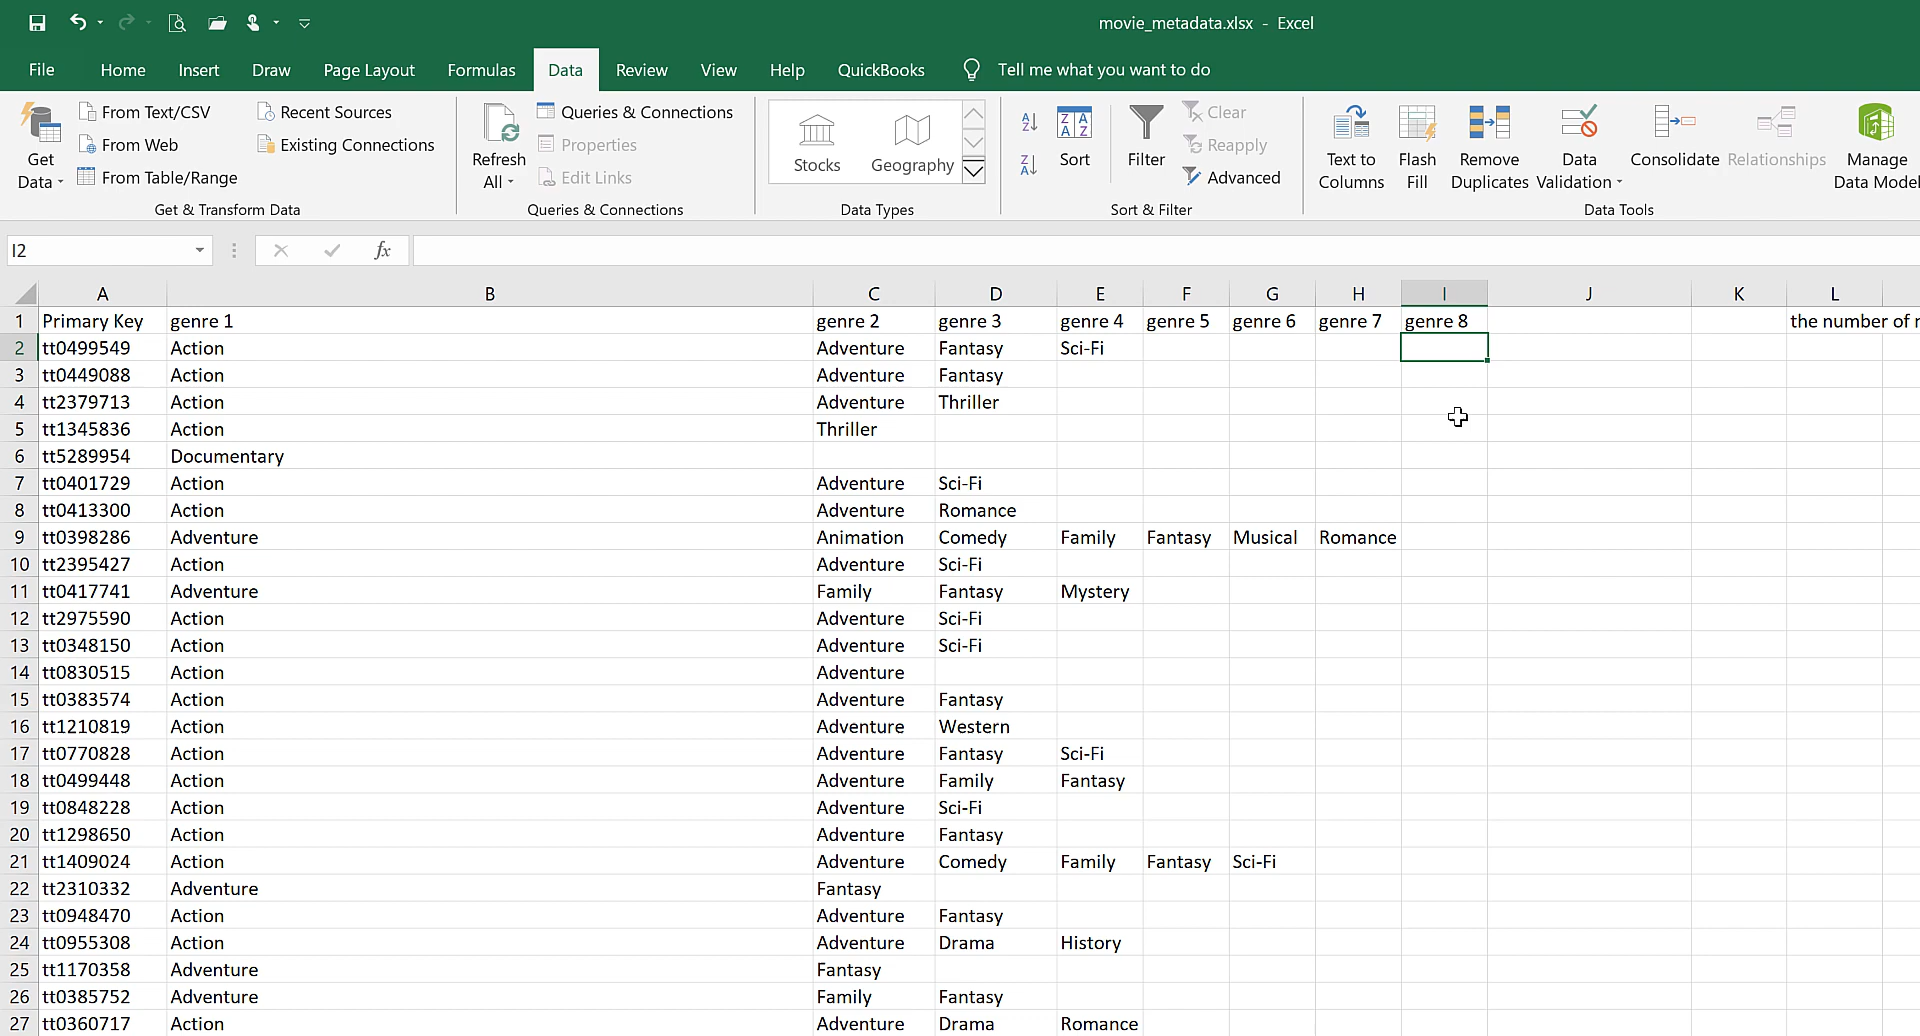 movie_metadata.xlsx - Excel
File Home Insert Draw Page Layout Formulas Data Review View Help QuickBooks Tell me what you want to do
Get Data
From Text/CSV
From Web
From Table/Range
Recent Sources
Existing Connections
Get & Transform Data
Refresh All
Queries & Connections
Properties
Edit Links
Queries & Connections
Stocks
Geography
Data Types
Sort
Filter
Clear
Reapply
Advanced
Sort & Filter
Text to Columns
Flash Fill
Remove Duplicates
Data Validation
Consolidate
Relationships
Manage Data Model
Data Tools
I2 fx
A B C D E F G H I J K L
1 Primary Key genre 1 genre 2 genre 3 genre 4 genre 5 genre 6 genre 7 genre 8 the number of
2 tt0499549 Action Adventure Fantasy Sci-Fi
3 tt0449088 Action Adventure Fantasy
4 tt2379713 Action Adventure Thriller
5 tt1345836 Action Thriller
6 tt5289954 Documentary
7 tt0401729 Action Adventure Sci-Fi
8 tt0413300 Action Adventure Romance
9 tt0398286 Adventure Animation Comedy Family Fantasy Musical Romance
10 tt2395427 Action Adventure Sci-Fi
11 tt0417741 Adventure Family Fantasy Mystery
12 tt2975590 Action Adventure Sci-Fi
13 tt0348150 Action Adventure Sci-Fi
14 tt0830515 Action Adventure
15 tt0383574 Action Adventure Fantasy
16 tt1210819 Action Adventure Western
17 tt0770828 Action Adventure Fantasy Sci-Fi
18 tt0499448 Action Adventure Family Fantasy
19 tt0848228 Action Adventure Sci-Fi
20 tt1298650 Action Adventure Fantasy
21 tt1409024 Action Adventure Comedy Family Fantasy Sci-Fi
22 tt2310332 Adventure Fantasy
23 tt0948470 Action Adventure Fantasy
24 tt0955308 Action Adventure Drama History
25 tt1170358 Adventure Fantasy
26 tt0385752 Adventure Family Fantasy
27 tt0360717 Action Adventure Drama Romance